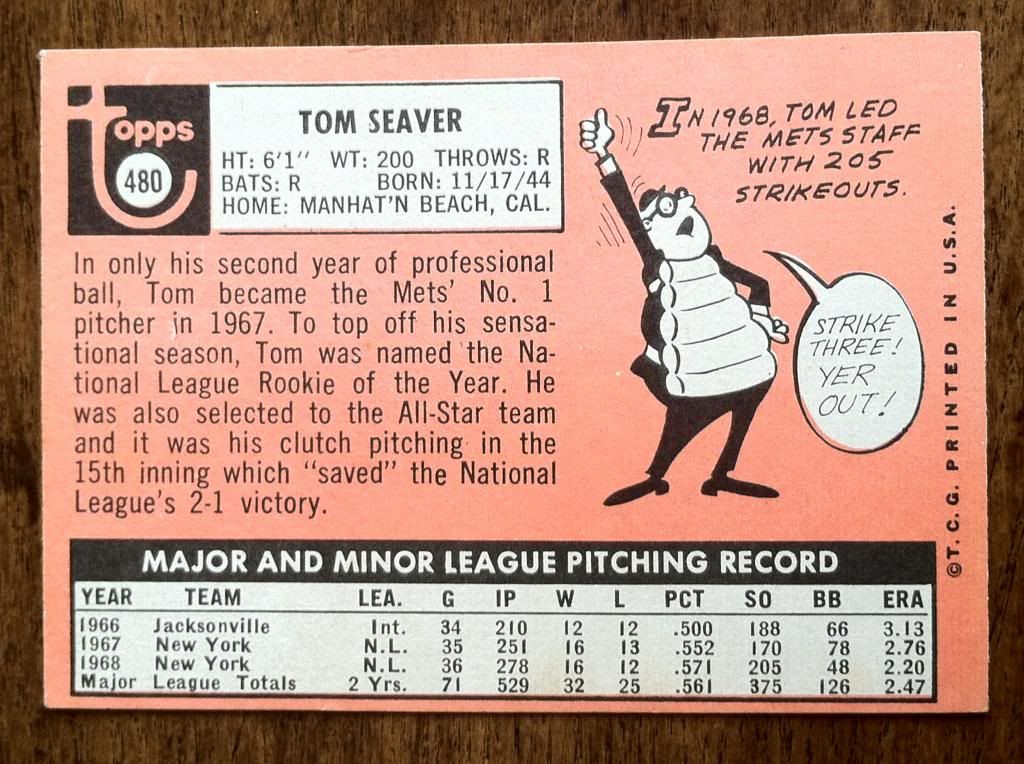 topps
480
TOM SEAVER
HT: 6'1" WT: 200 THROWS: R
BATS: R BORN: 11/17/44
HOME: MANHAT'N BEACH, CAL.
In only his second year of professional
ball, Tom became the Mets' No. 1
pitcher in 1967. To top off his sensa-
tional season, Tom was named the Na-
tional League Rookie of the Year. He
was also selected to the All-Star team
and it was his clutch pitching in the
15th inning which "saved" the National
League's 2-1 victory.
IN 1968, TOM LED
THE METS STAFF
WITH 205
STRIKEOUTS.
STRIKE
THREE!
YER
OUT!
©T.C.G. PRINTED IN U.S.A.
MAJOR AND MINOR LEAGUE PITCHING RECORD
YEAR TEAM LEA. G IP W L PCT SO BB ERA
1966 Jacksonville Int. 34 210 12 12 .500 188 66 3.13
1967 New York N.L. 35 251 16 13 .552 170 78 2.76
1968 New York N.L. 36 278 16 12 .571 205 48 2.20
Major League Totals 2 Yrs. 71 529 32 25 .561 375 126 2.47